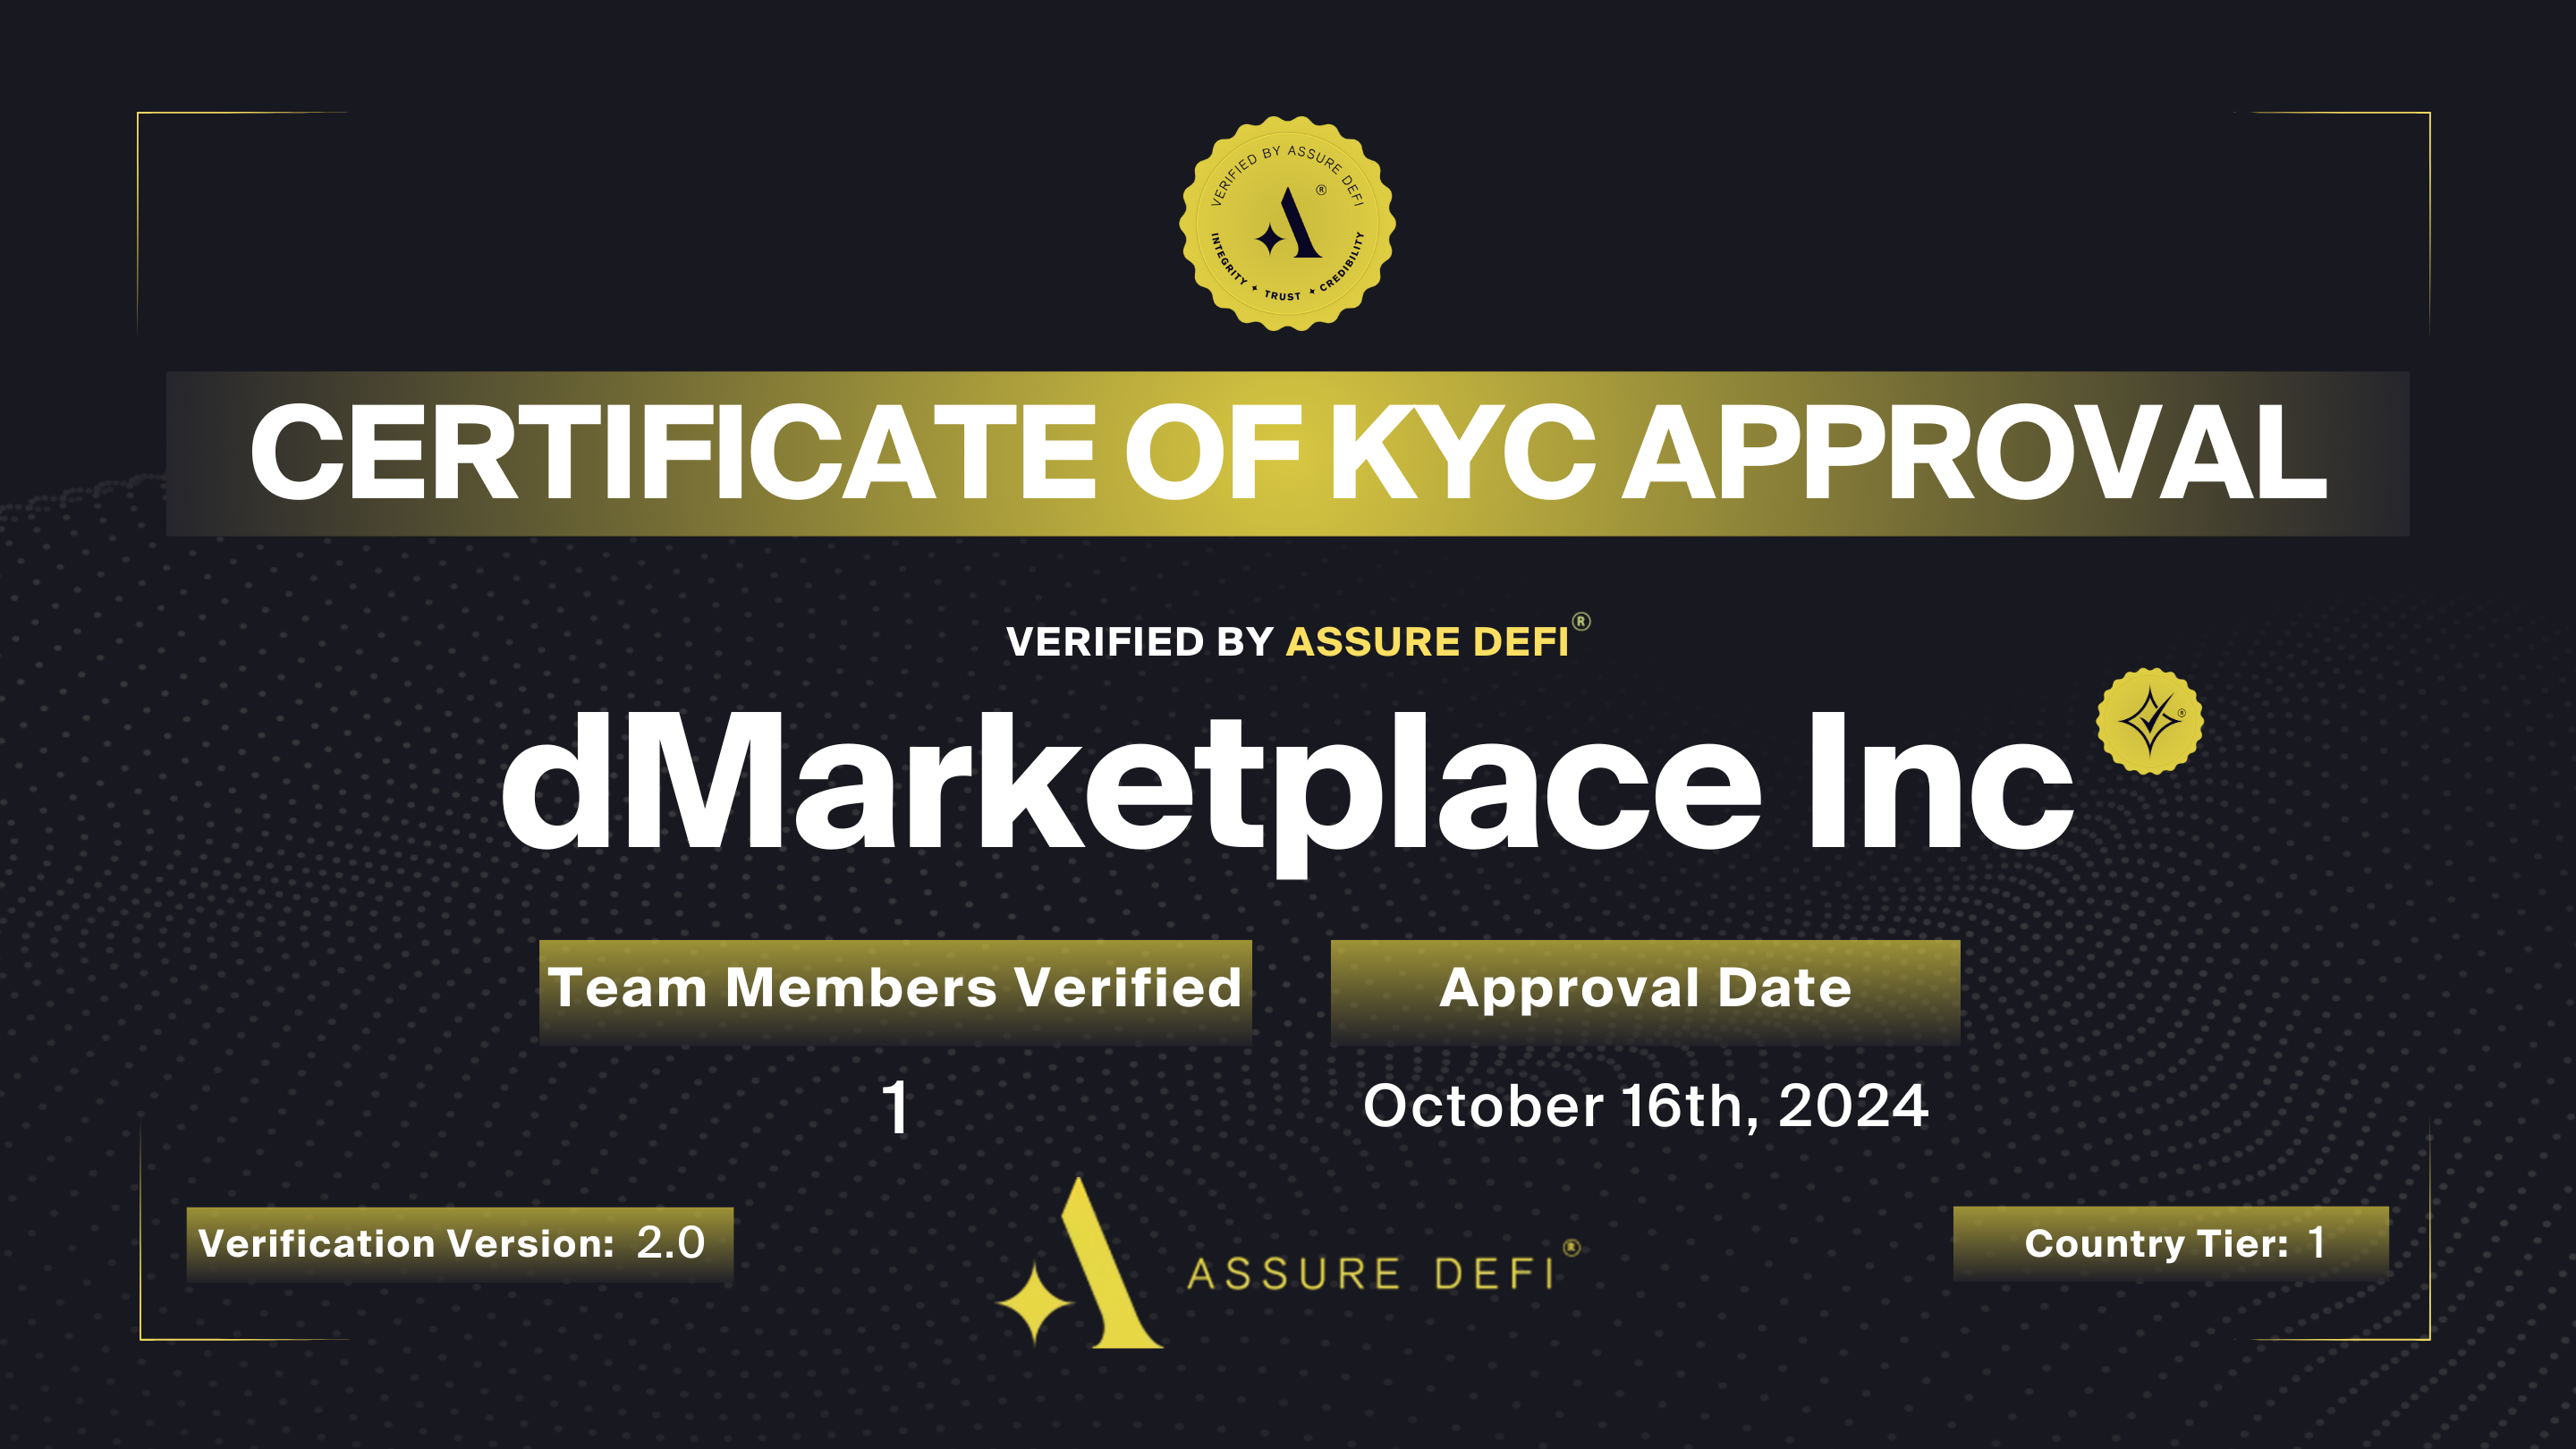 VERIFIED BY ASSURE DEFI
®
INTEGRITY ✦ TRUST ✦ CREDIBILITY
CERTIFICATE OF KYC APPROVAL
VERIFIED BY ASSURE DEFI®
dMarketplace Inc
®
Team Members Verified
Approval Date
1
October 16th, 2024
Verification Version: 2.0
ASSURE DEFI®
Country Tier: 1